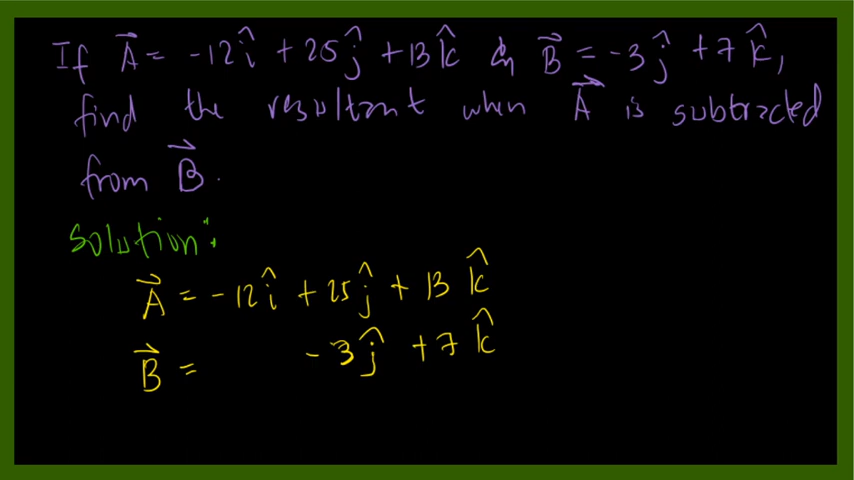 If A⃗ = -12î + 25ĵ + 13k̂ & B⃗ = -3ĵ + 7k̂,
find the resultant when A⃗ is subtracted
from B⃗.
Solution:
A⃗ = -12î + 25ĵ + 13k̂
B⃗ = -3ĵ + 7k̂